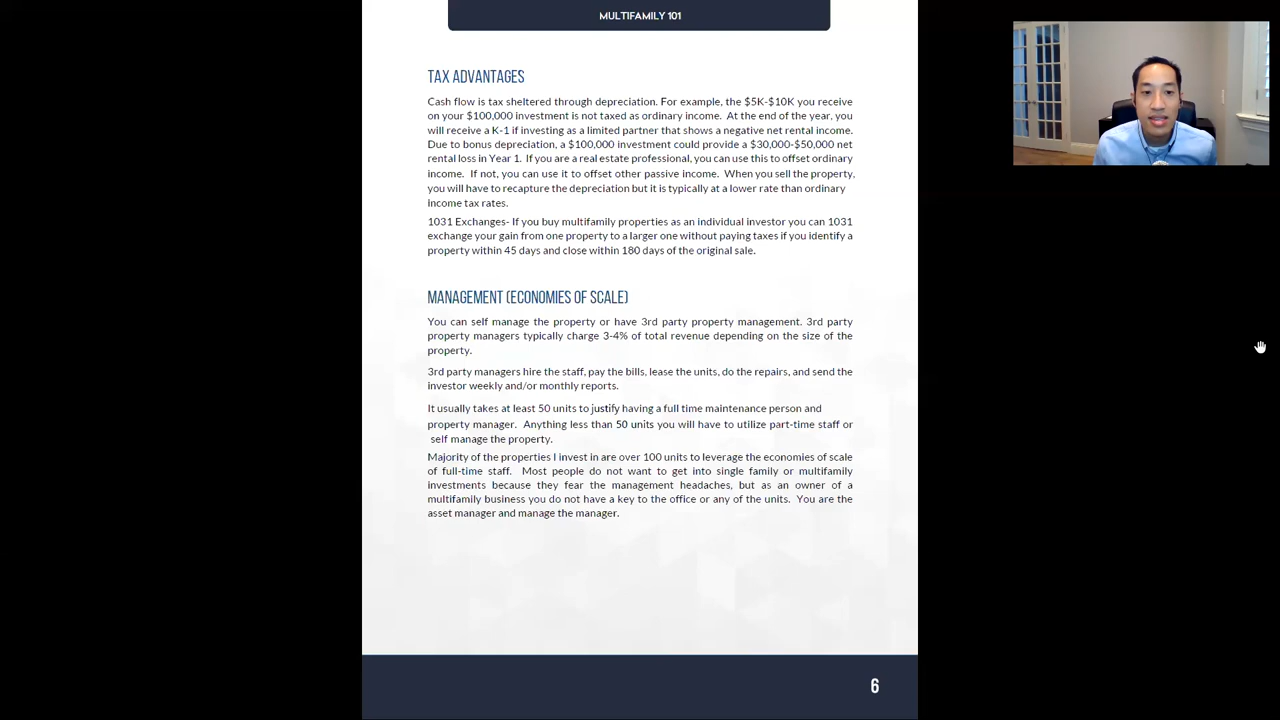 MULTIFAMILY 101
TAX ADVANTAGES
Cash flow is tax sheltered through depreciation. For example, the $5K-$10K you receive
on your $100,000 investment is not taxed as ordinary income. At the end of the year, you
will receive a K-1 if investing as a limited partner that shows a negative net rental income.
Due to bonus depreciation, a $100,000 investment could provide a $30,000-$50,000 net
rental loss in Year 1. If you are a real estate professional, you can use this to offset ordinary
income. If not, you can use it to offset other passive income. When you sell the property,
you will have to recapture the depreciation but it is typically at a lower rate than ordinary
income tax rates.
1031 Exchanges- If you buy multifamily properties as an individual investor you can 1031
exchange your gain from one property to a larger one without paying taxes if you identify a
property within 45 days and close within 180 days of the original sale.
MANAGEMENT (ECONOMIES OF SCALE)
You can self manage the property or have 3rd party property management. 3rd party
property managers typically charge 3-4% of total revenue depending on the size of the
property.
3rd party managers hire the staff, pay the bills, lease the units, do the repairs, and send the
investor weekly and/or monthly reports.
It usually takes at least 50 units to justify having a full time maintenance person and
property manager. Anything less than 50 units you will have to utilize part-time staff or
self manage the property.
Majority of the properties I invest in are over 100 units to leverage the economies of scale
of full-time staff. Most people do not want to get into single family or multifamily
investments because they fear the management headaches, but as an owner of a
multifamily business you do not have a key to the office or any of the units. You are the
asset manager and manage the manager.
6